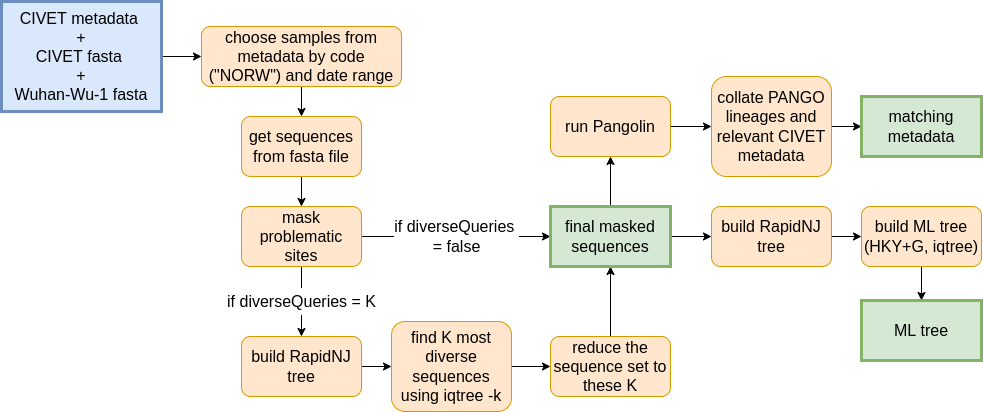 CIVET metadata
+
CIVET fasta
+
Wuhan-Wu-1 fasta
choose samples from
metadata by code
("NORW") and date range
get sequences
from fasta file
mask
problematic
sites
if diverseQueries
= false
if diverseQueries = K
build RapidNJ
tree
find K most
diverse
sequences
using iqtree -k
reduce the
sequence set to
these K
final masked
sequences
run Pangolin
collate PANGO
lineages and
relevant CIVET
metadata
matching
metadata
build RapidNJ
tree
build ML tree
(HKY+G, iqtree)
ML tree